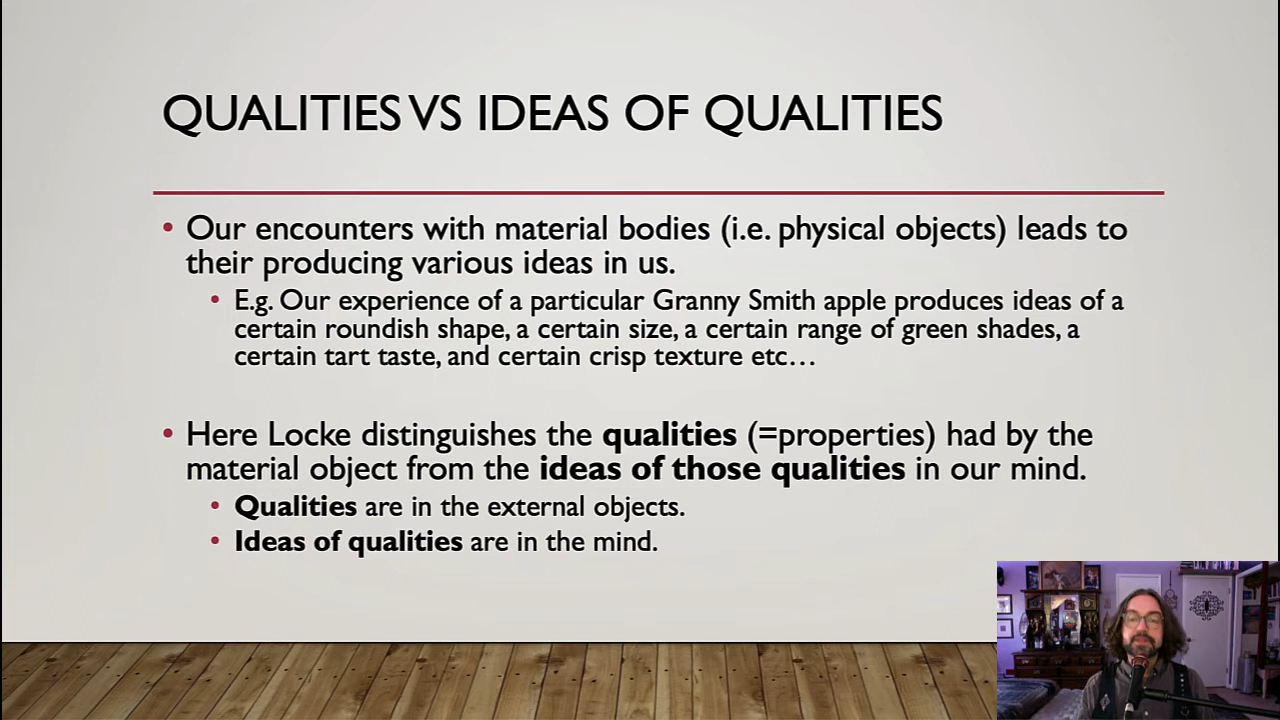 QUALITIES VS IDEAS OF QUALITIES
• Our encounters with material bodies (i.e. physical objects) leads to
their producing various ideas in us.
• E.g. Our experience of a particular Granny Smith apple produces ideas of a
certain roundish shape, a certain size, a certain range of green shades, a
certain tart taste, and certain crisp texture etc…
• Here Locke distinguishes the qualities (=properties) had by the
material object from the ideas of those qualities in our mind.
• Qualities are in the external objects.
• Ideas of qualities are in the mind.